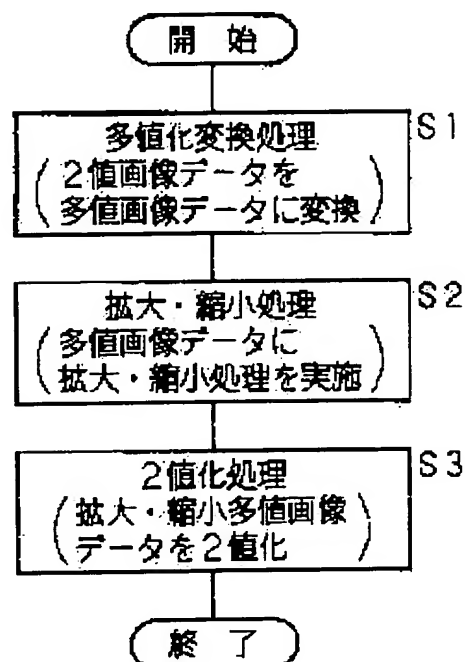 開 始
多値化変換処理 S1
(2値画像データを
多値画像データに変換)
拡大・縮小処理 S2
(多値画像データに
拡大・縮小処理を実施)
2値化処理 S3
(拡大・縮小多値画像
データを2値化)
終 了